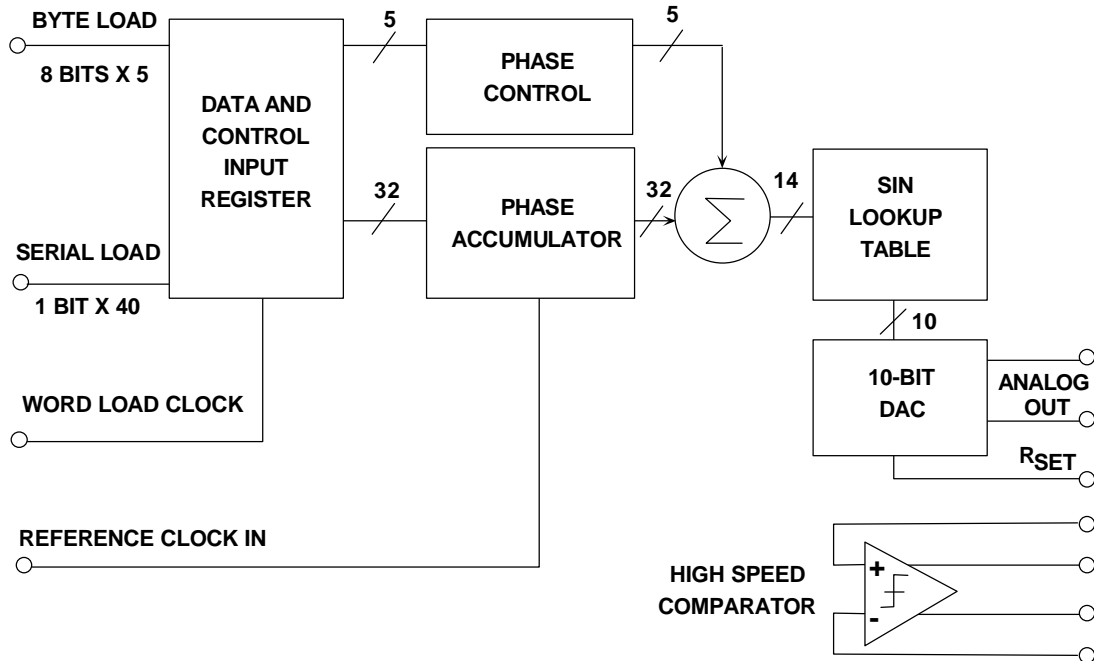 BYTE LOAD
8 BITS X 5
SERIAL LOAD
1 BIT X 40
WORD LOAD CLOCK
REFERENCE CLOCK IN
DATA AND
CONTROL
INPUT
REGISTER
5
32
PHASE
CONTROL
PHASE
ACCUMULATOR
5
32
Σ
14
SIN
LOOKUP
TABLE
10
10-BIT
DAC
ANALOG
OUT
RSET
HIGH SPEED
COMPARATOR
+
-